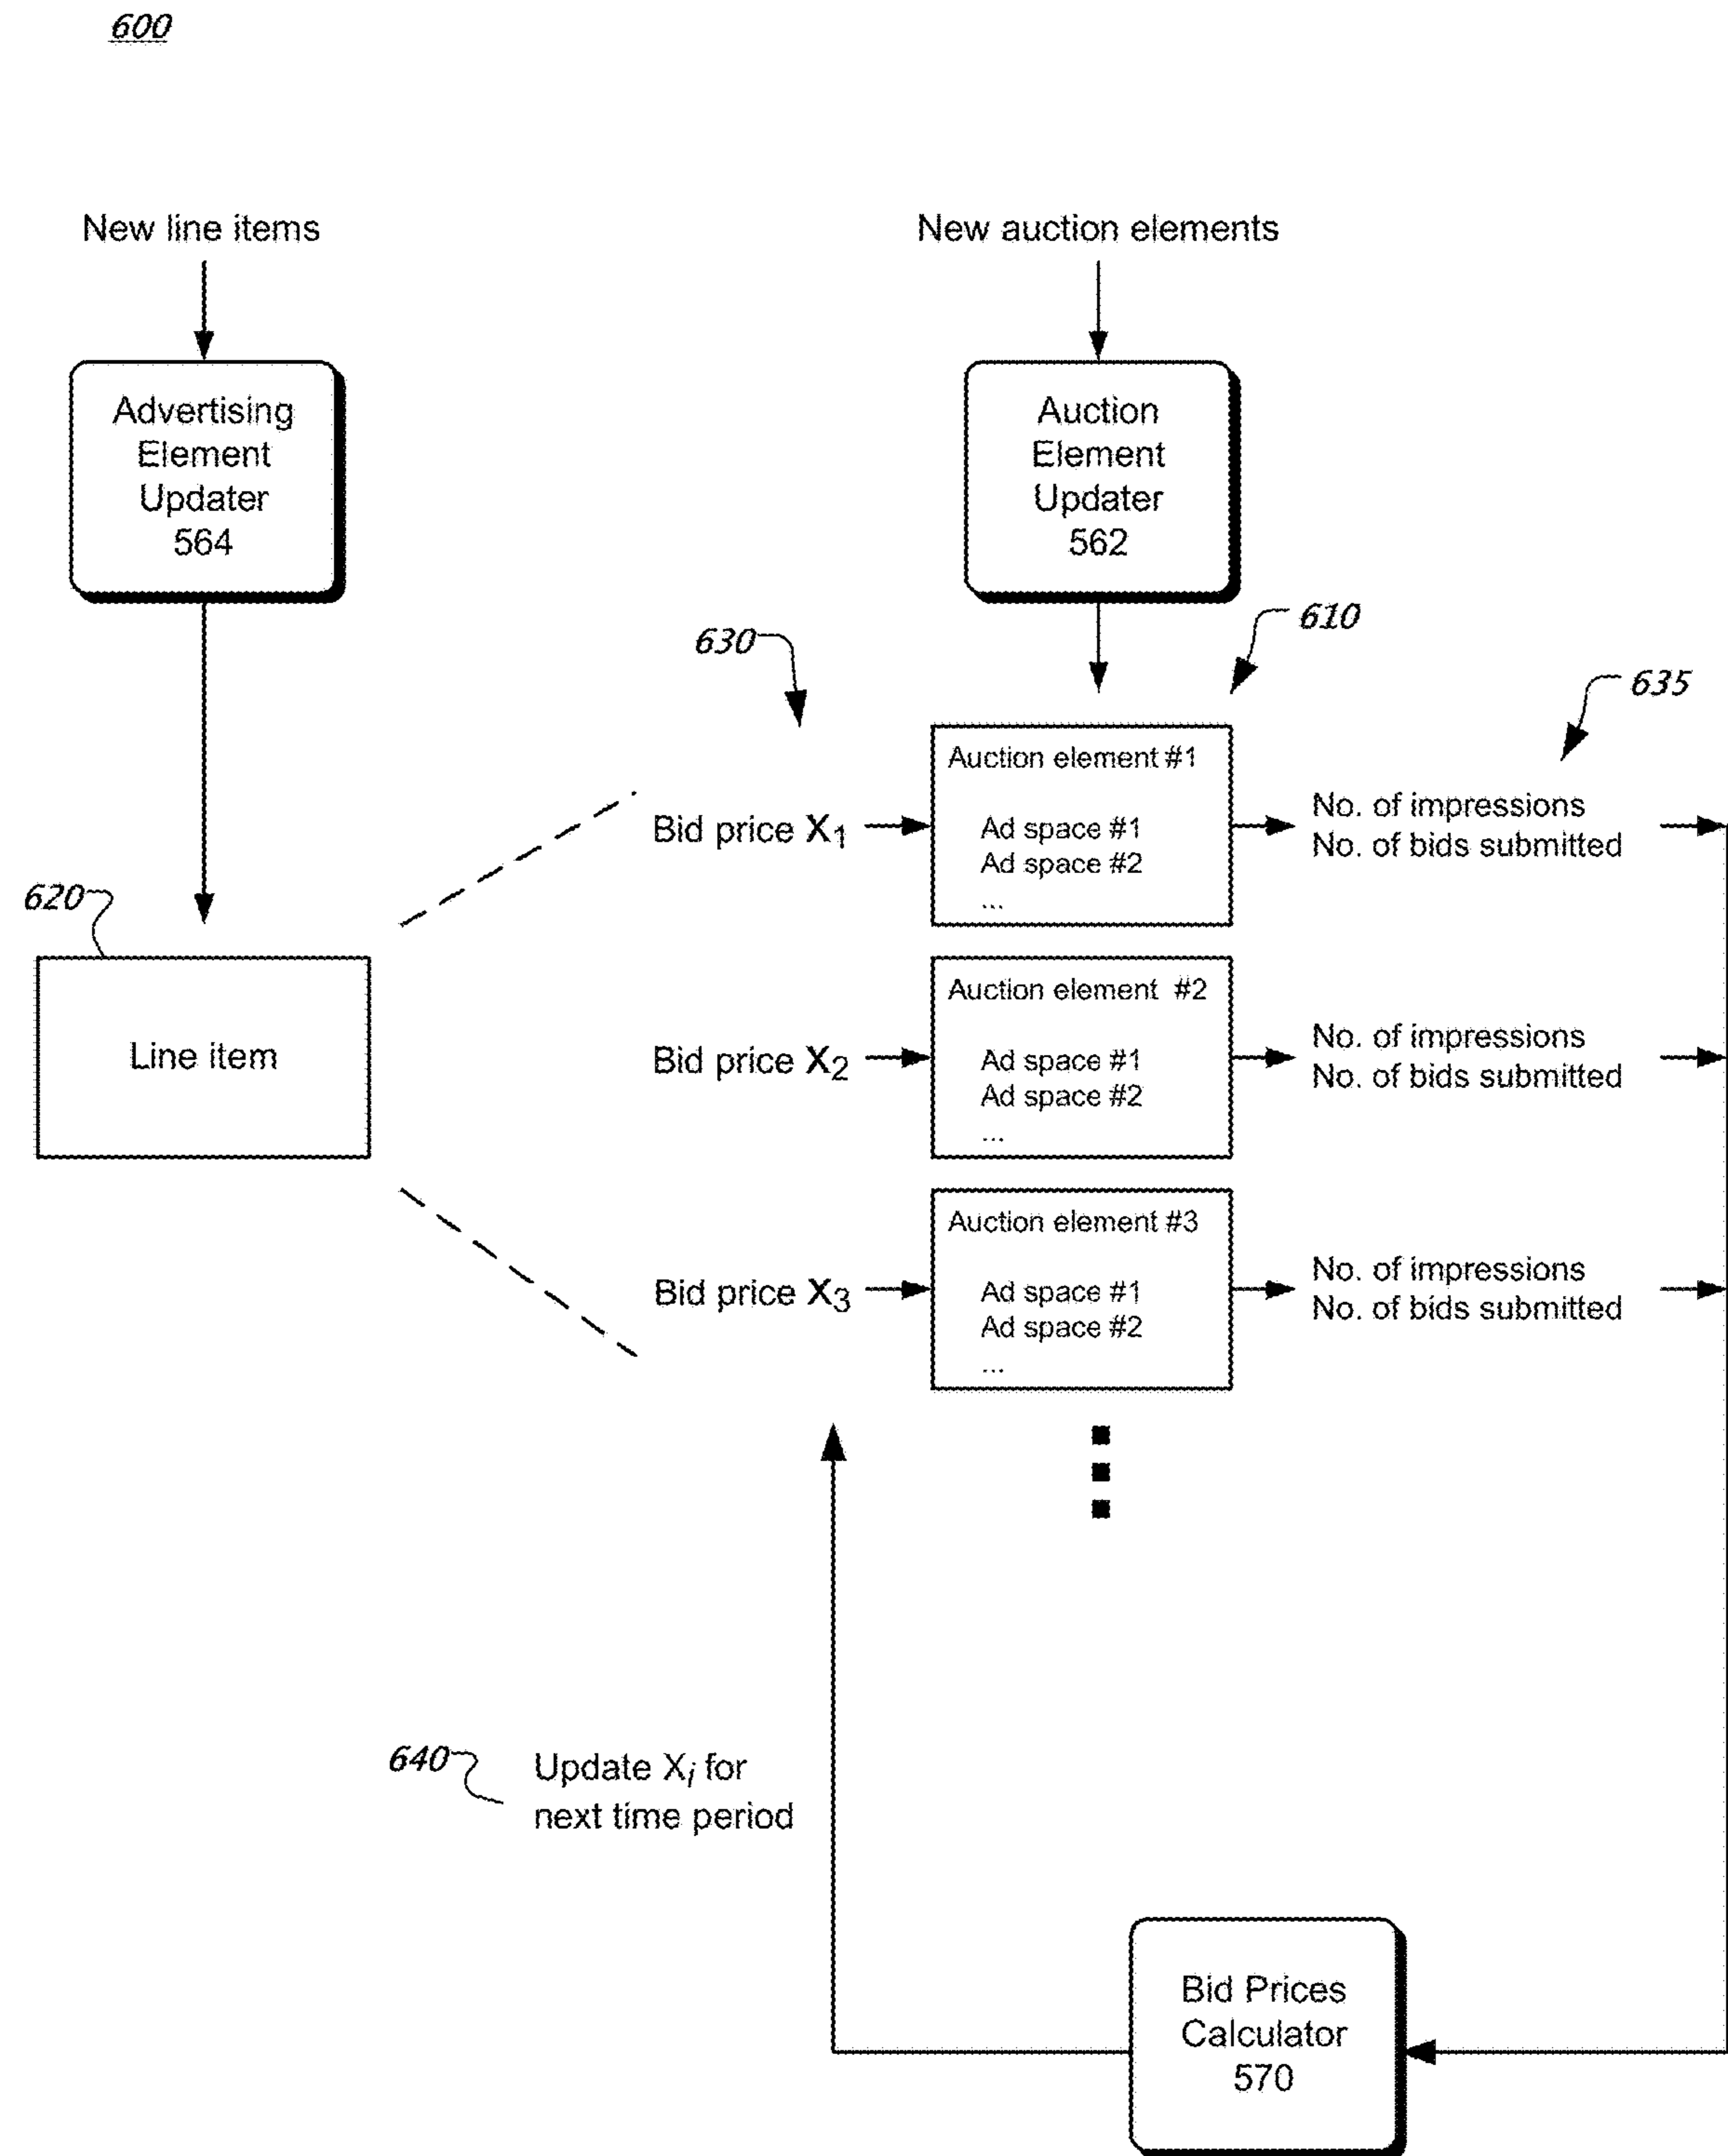 600
New line items
New auction elements
Advertising
Element
Updater
564
Auction
Element
Updater
562
630
610
635
620
Line item
Bid price X1
Auction element #1
Ad space #1
Ad space #2
...
No. of impressions
No. of bids submitted
Bid price X2
Auction element #2
Ad space #1
Ad space #2
...
No. of impressions
No. of bids submitted
Bid price X3
Auction element #3
Ad space #1
Ad space #2
...
No. of impressions
No. of bids submitted
640
Update Xi for
next time period
Bid Prices
Calculator
570